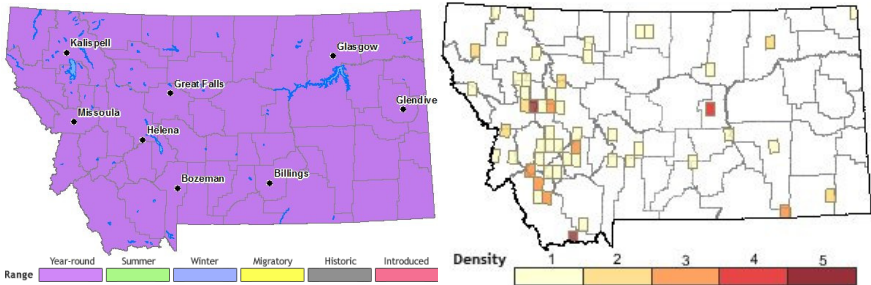 Kalispell
Glasgow
Great Falls
Glendive
Missoula
Helena
Bozeman
Billings
Year-round Summer Winter Migratory Historic Introduced
Range
Density 1 2 3 4 5